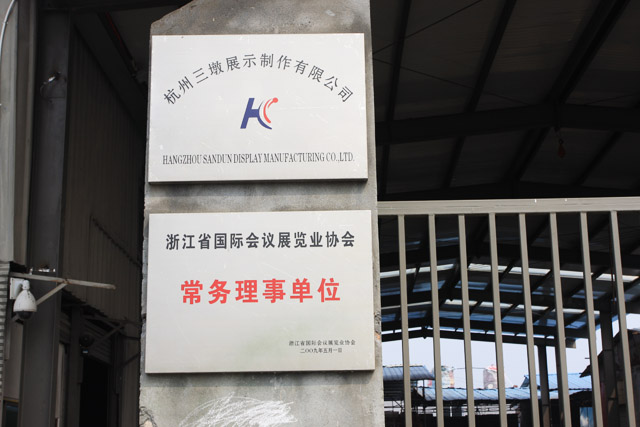 杭州三墩展示制作有限公司
HANGZHOU SANDUN DISPLAY MANUFACTURING CO.,LTD.
浙江省国际会议展览业协会
常务理事单位
浙江省国际会议展览业协会
二〇〇九年五月一日